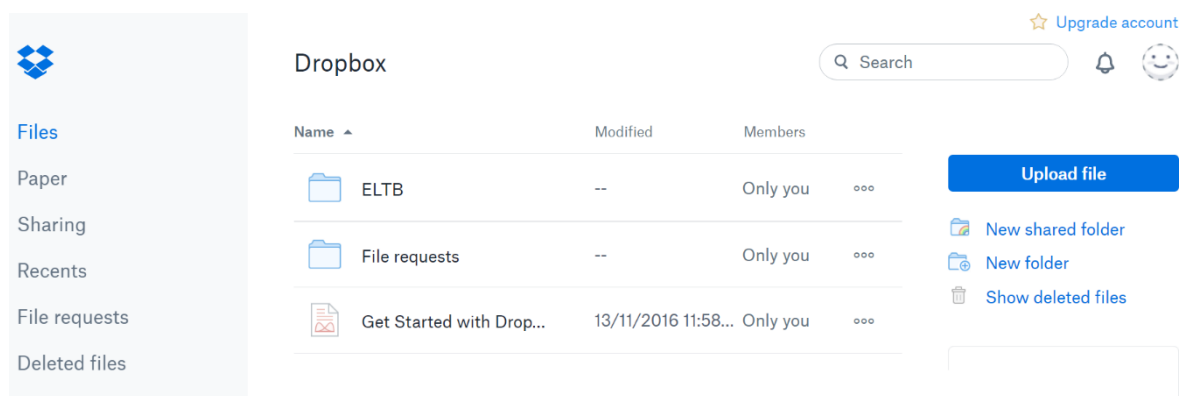 Upgrade account
Dropbox
Search
Files
Paper
Sharing
Recents
File requests
Deleted files
Name Modified Members
ELTB -- Only you
File requests -- Only you
Get Started with Drop... 13/11/2016 11:58... Only you
Upload file
New shared folder
New folder
Show deleted files